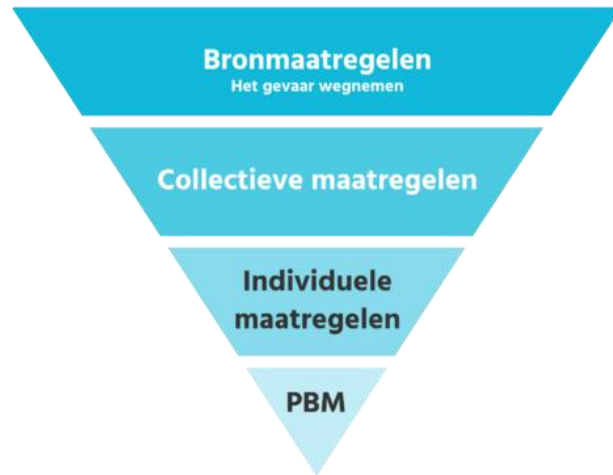 Bronmaatregelen
Het gevaar wegnemen
Collectieve maatregelen
Individuele
maatregelen
PBM